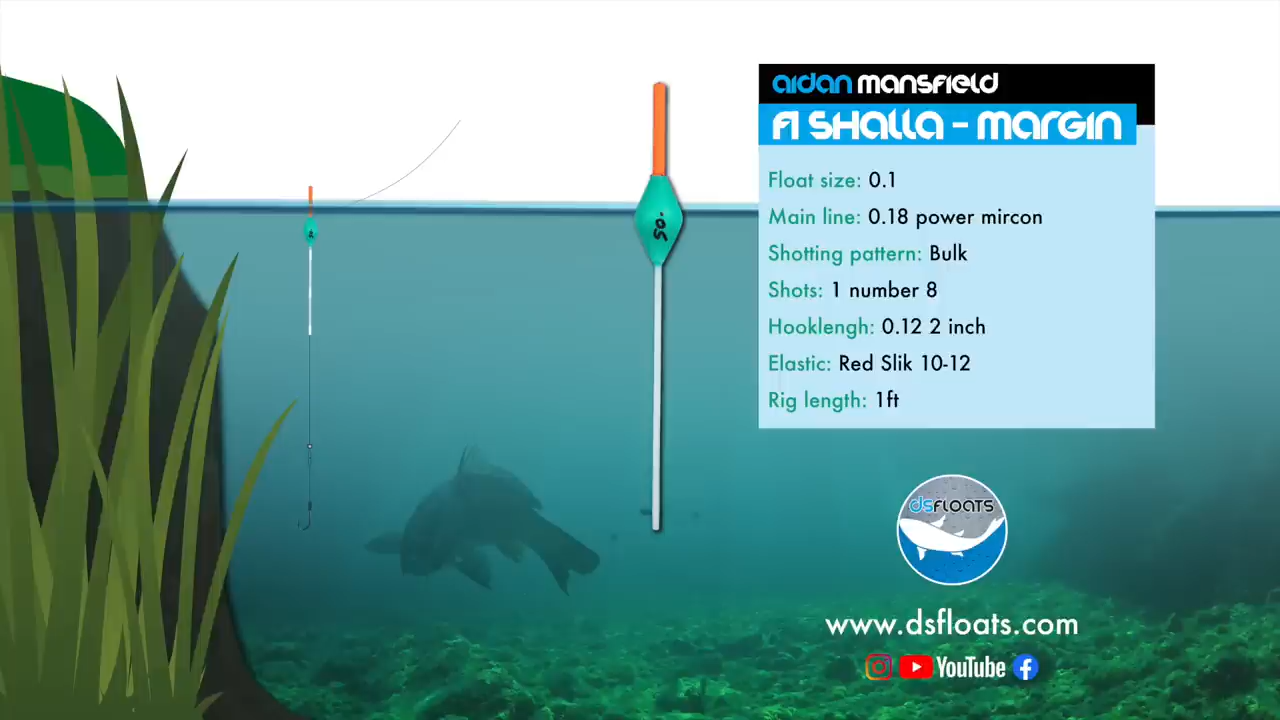 aidan mansfield
F1 Shalla - Margin
Float size: 0.1
Main line: 0.18 power mircon
Shotting pattern: Bulk
Shots: 1 number 8
Hooklengh: 0.12 2 inch
Elastic: Red Slik 10-12
Rig length: 1ft
.05
dsfloats
www.dsfloats.com
YouTube